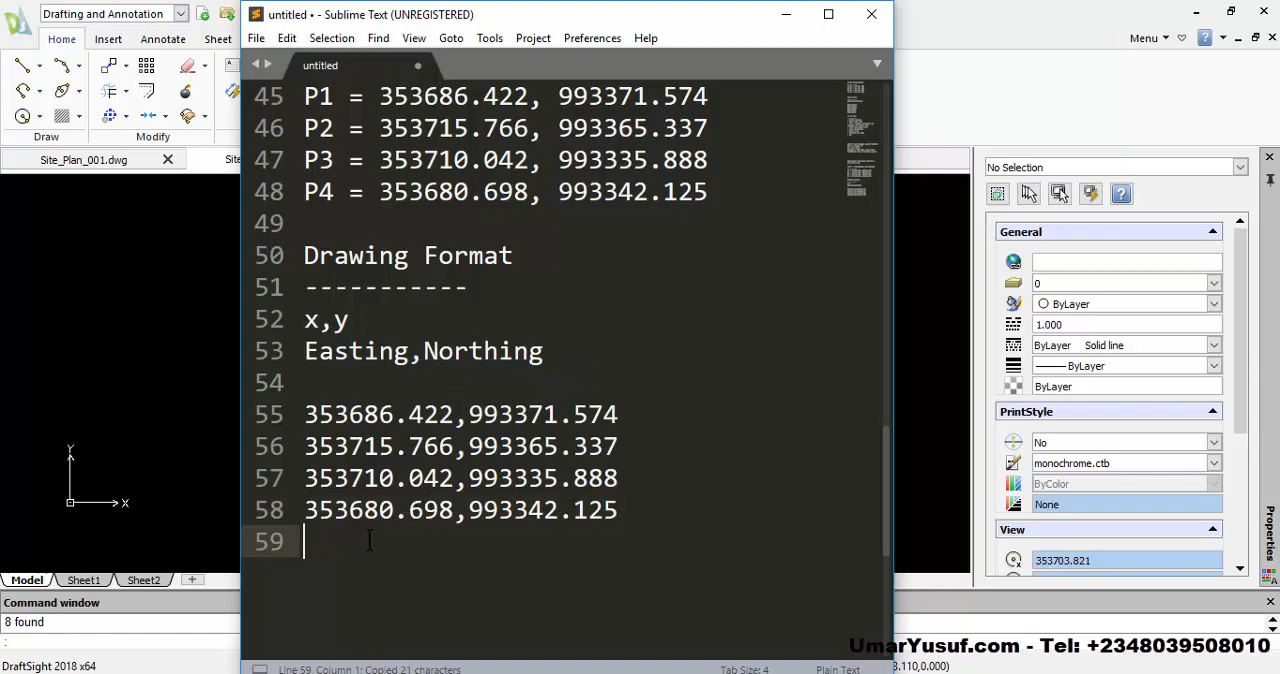 Drafting and Annotation
untitled • - Sublime Text (UNREGISTERED)
File Edit Selection Find View Goto Tools Project Preferences Help
Home Insert Annotate Sheet
Menu
untitled
Draw Modify
Site_Plan_001.dwg
45 P1 = 353686.422, 993371.574
46 P2 = 353715.766, 993365.337
47 P3 = 353710.042, 993335.888
48 P4 = 353680.698, 993342.125
49
50 Drawing Format
51 -----------
52 x,y
53 Easting,Northing
54
55 353686.422,993371.574
56 353715.766,993365.337
57 353710.042,993335.888
58 353680.698,993342.125
59
Y
X
No Selection
General
0
ByLayer
1.000
ByLayer Solid line
ByLayer
ByLayer
PrintStyle
No
monochrome.ctb
ByColor
None
View
353703.821
Properties
Model Sheet1 Sheet2 +
Command window
8 found
:
UmarYusuf.com - Tel: +2348039508010
DraftSight 2018 x64
Line 59, Column 1; Copied 21 characters
Tab Size: 4
Plain Text